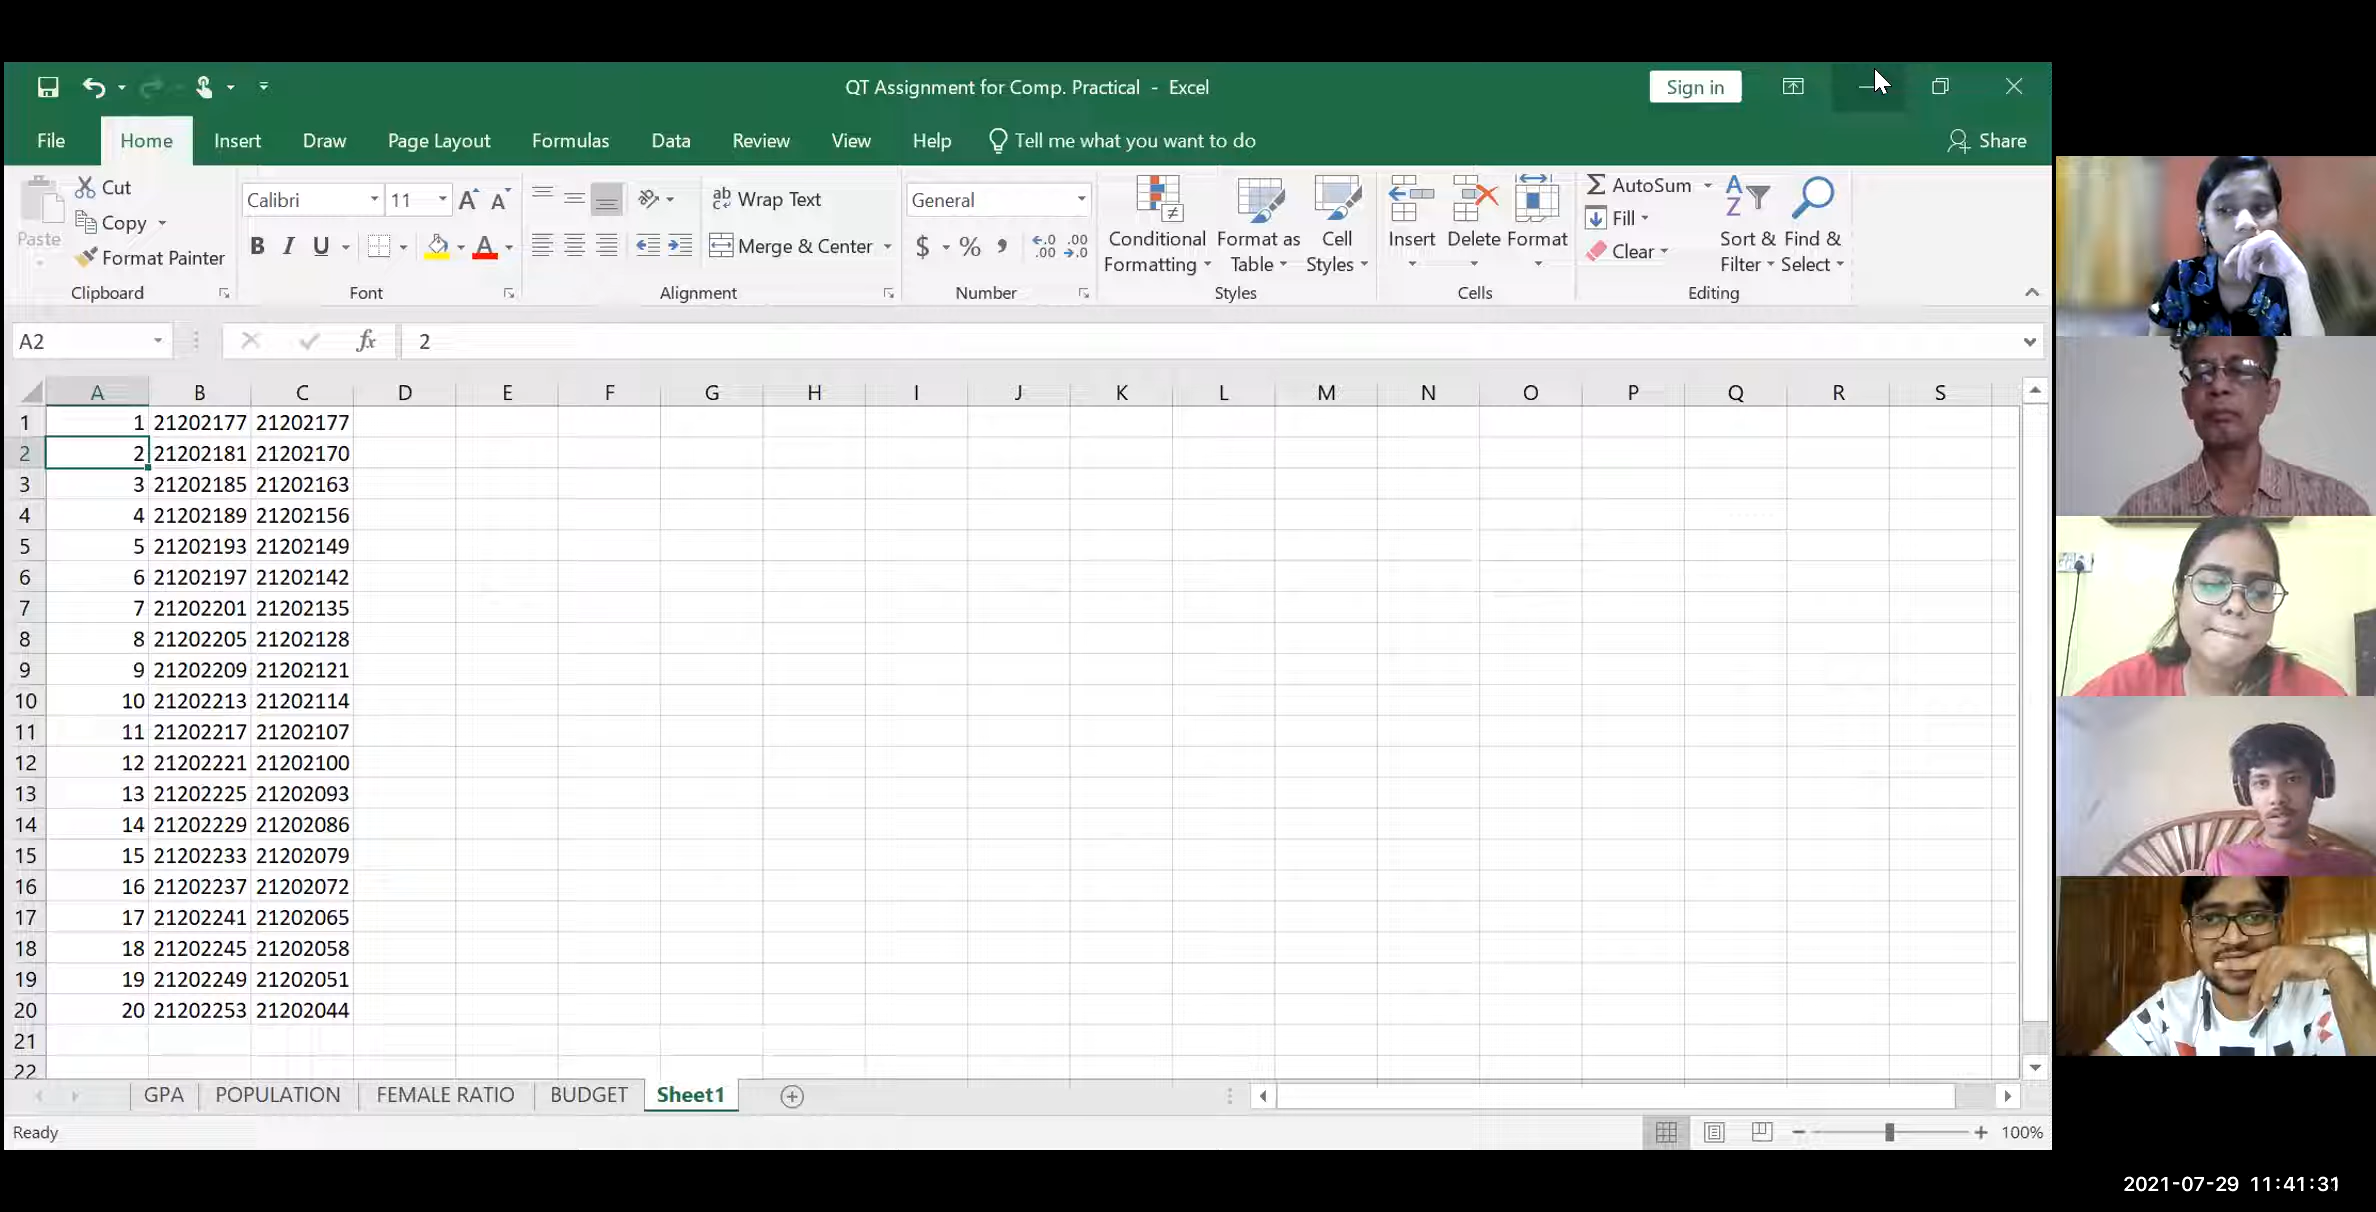 QT Assignment for Comp. Practical - Excel
Sign in
File Home Insert Draw Page Layout Formulas Data Review View Help Tell me what you want to do Share
Paste
Cut
Copy
Format Painter
Clipboard
Calibri 11
B I U A
Font
Wrap Text
Merge & Center
Alignment
General
$ % ,
Number
Conditional Formatting
Format as Table
Cell Styles
Styles
Insert Delete Format
Cells
AutoSum
Fill
Clear
Sort & Filter
Find & Select
Editing
A2 fx 2
A B C D E F G H I J K L M N O P Q R S
1 1 21202177 21202177
2 2 21202181 21202170
3 3 21202185 21202163
4 4 21202189 21202156
5 5 21202193 21202149
6 6 21202197 21202142
7 7 21202201 21202135
8 8 21202205 21202128
9 9 21202209 21202121
10 10 21202213 21202114
11 11 21202217 21202107
12 12 21202221 21202100
13 13 21202225 21202093
14 14 21202229 21202086
15 15 21202233 21202079
16 16 21202237 21202072
17 17 21202241 21202065
18 18 21202245 21202058
19 19 21202249 21202051
20 20 21202253 21202044
21
22
GPA POPULATION FEMALE RATIO BUDGET Sheet1
Ready 100%
2021-07-29 11:41:31